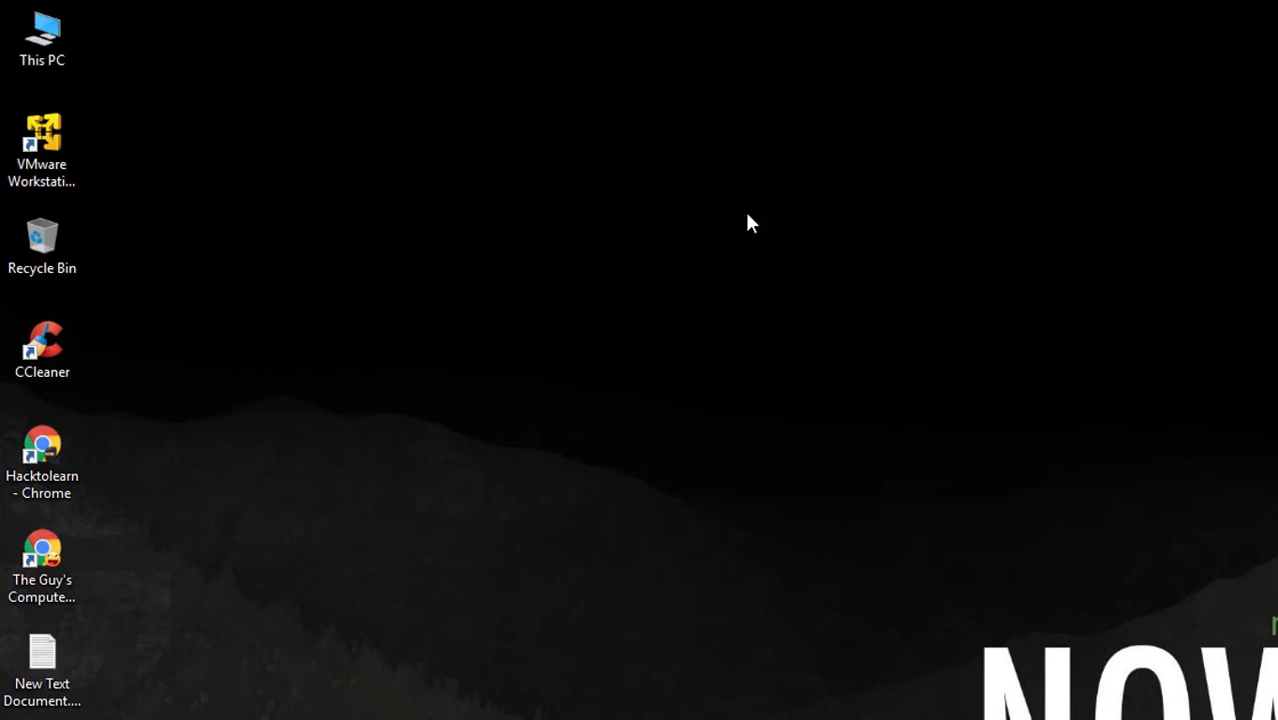 This PC
VMware
Workstati...
Recycle Bin
CCleaner
Hacktolearn
- Chrome
The Guy's
Compute...
New Text
Document....
NOW